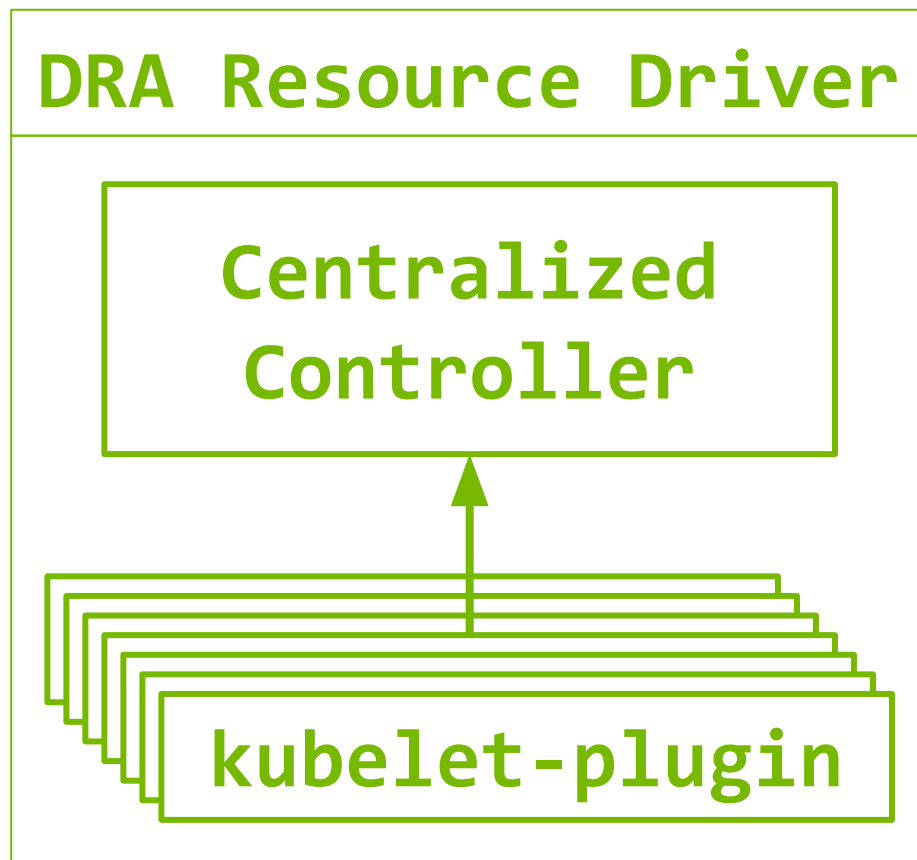 DRA Resource Driver
Centralized
Controller
kubelet-plugin